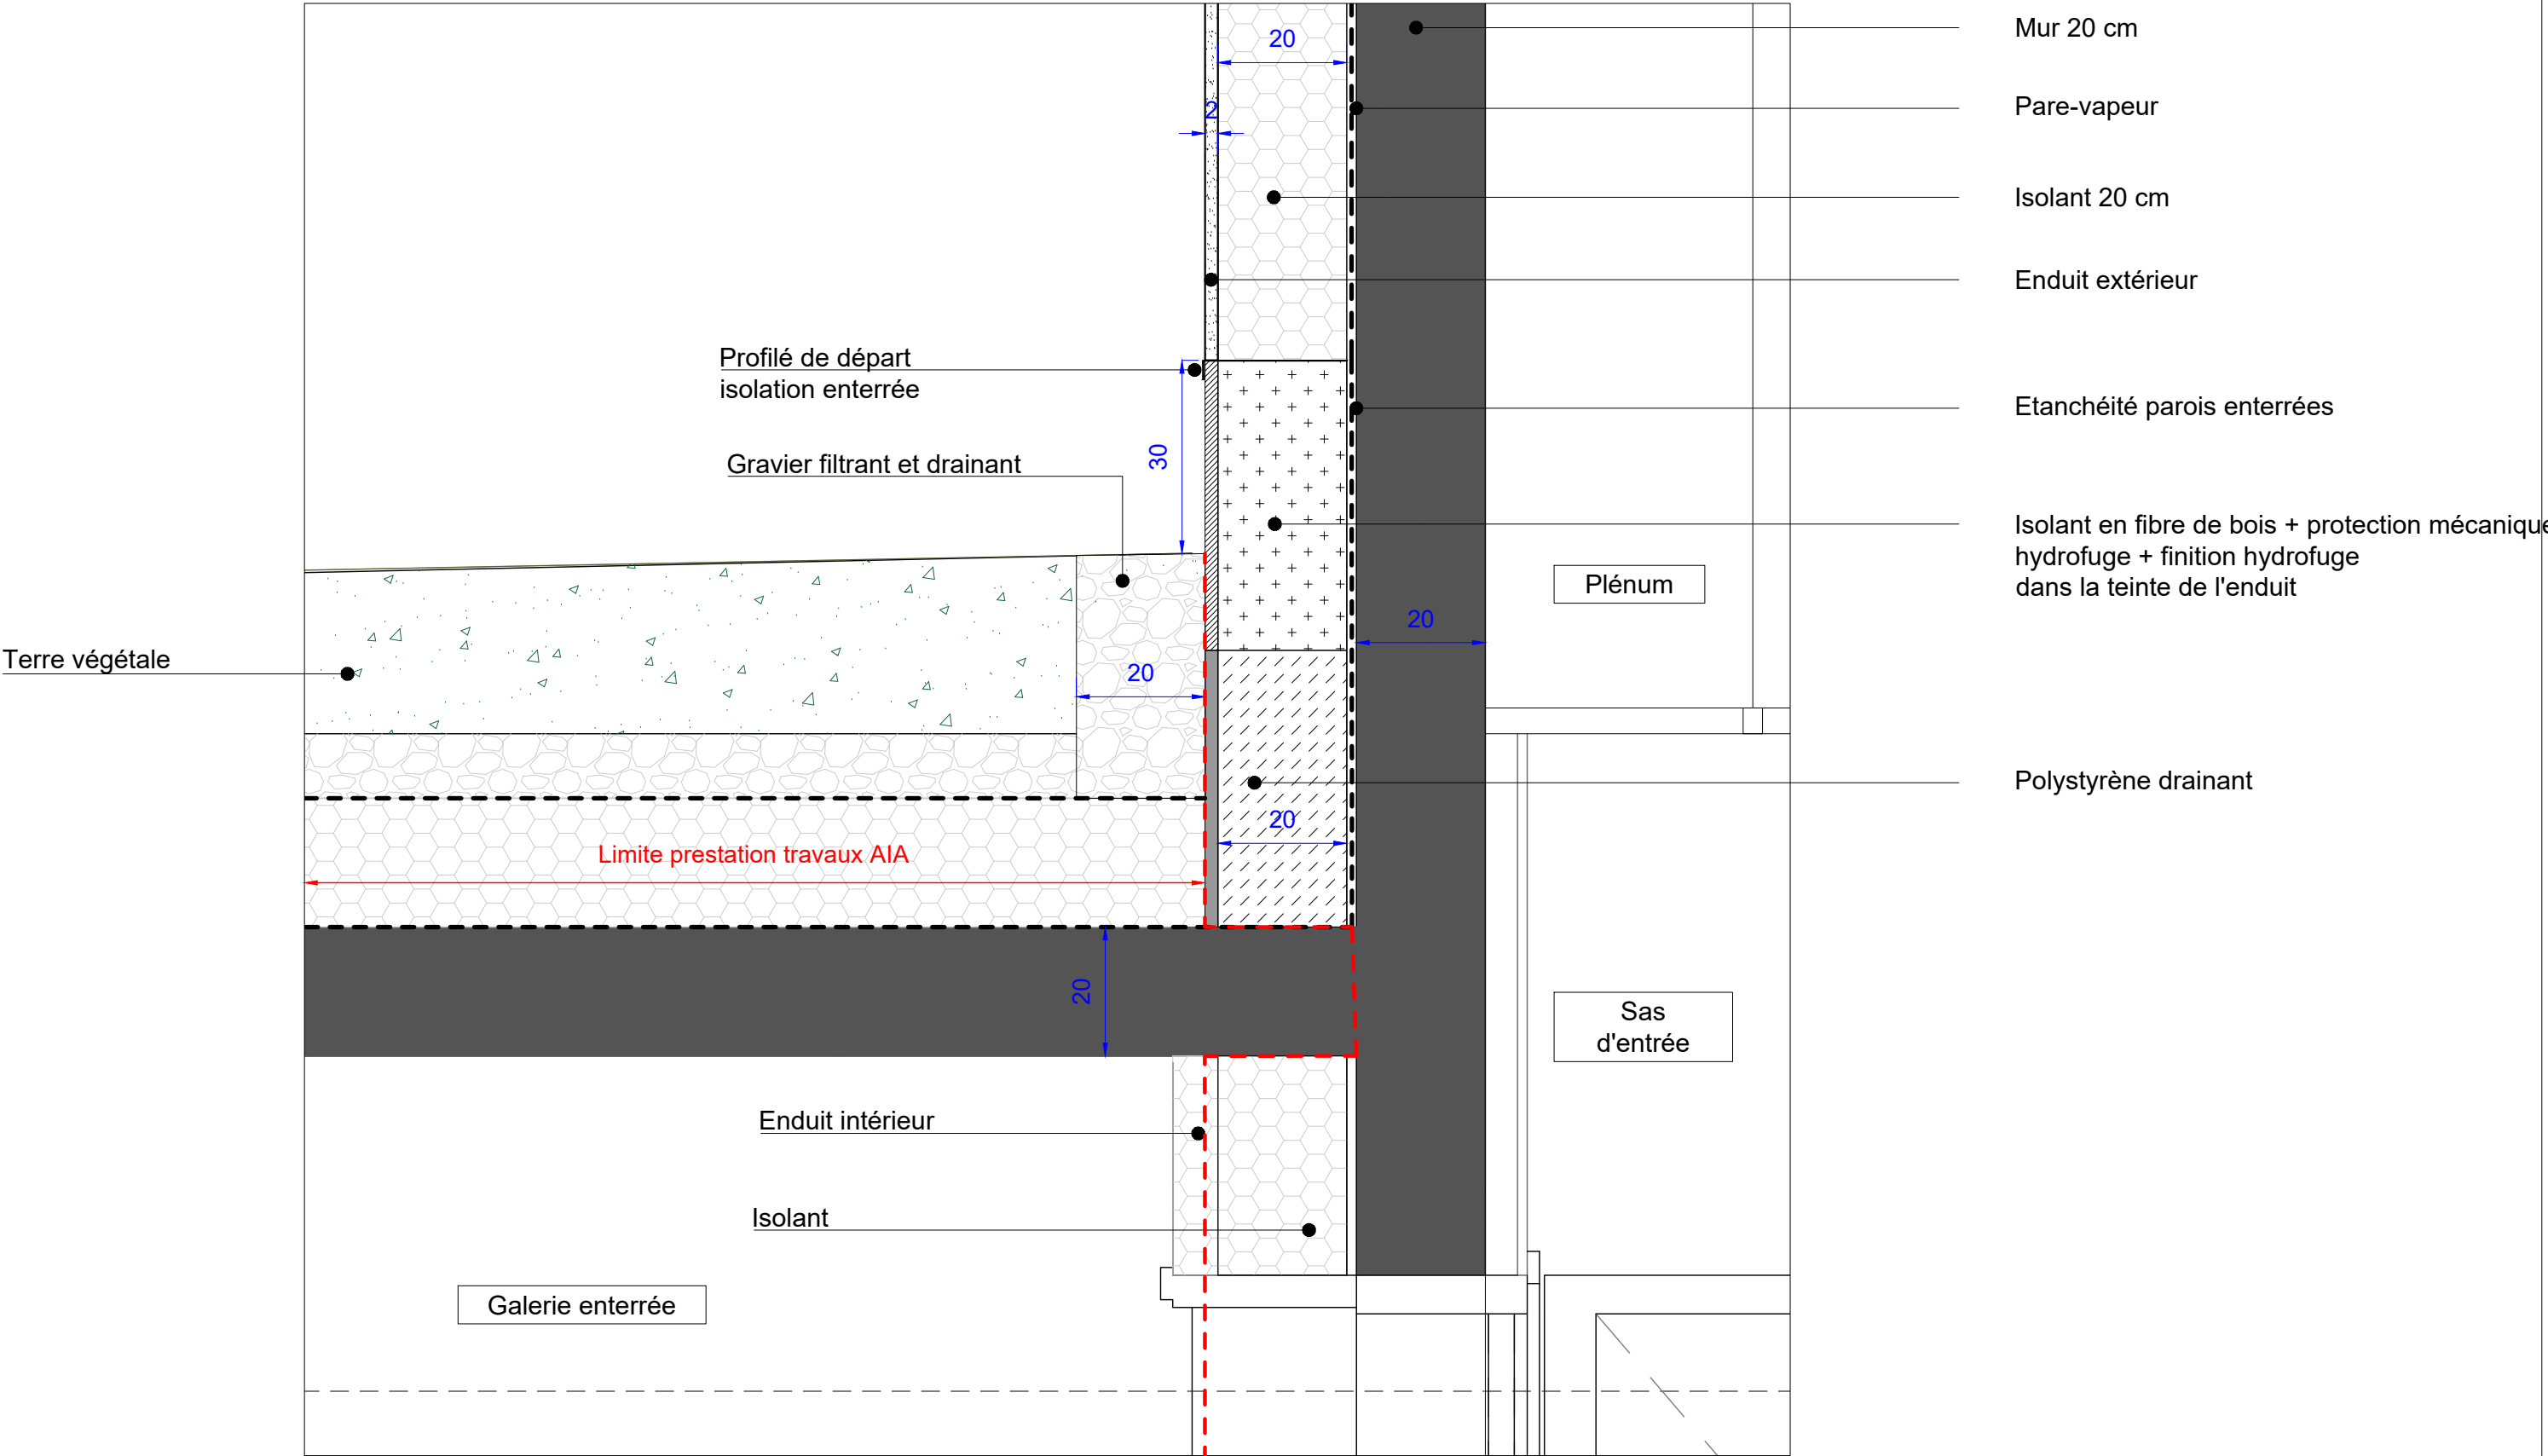 Mur 20 cm
20
Pare-vapeur
2
Isolant 20 cm
Enduit extérieur
Profilé de départ
isolation enterrée
Etanchéité parois enterrées
Gravier filtrant et drainant
30
Isolant en fibre de bois + protection mécanique
hydrofuge + finition hydrofuge
dans la teinte de l'enduit
Plénum
20
Terre végétale
20
Polystyrène drainant
20
Limite prestation travaux AIA
20
Sas
d'entrée
Enduit intérieur
Isolant
Galerie enterrée